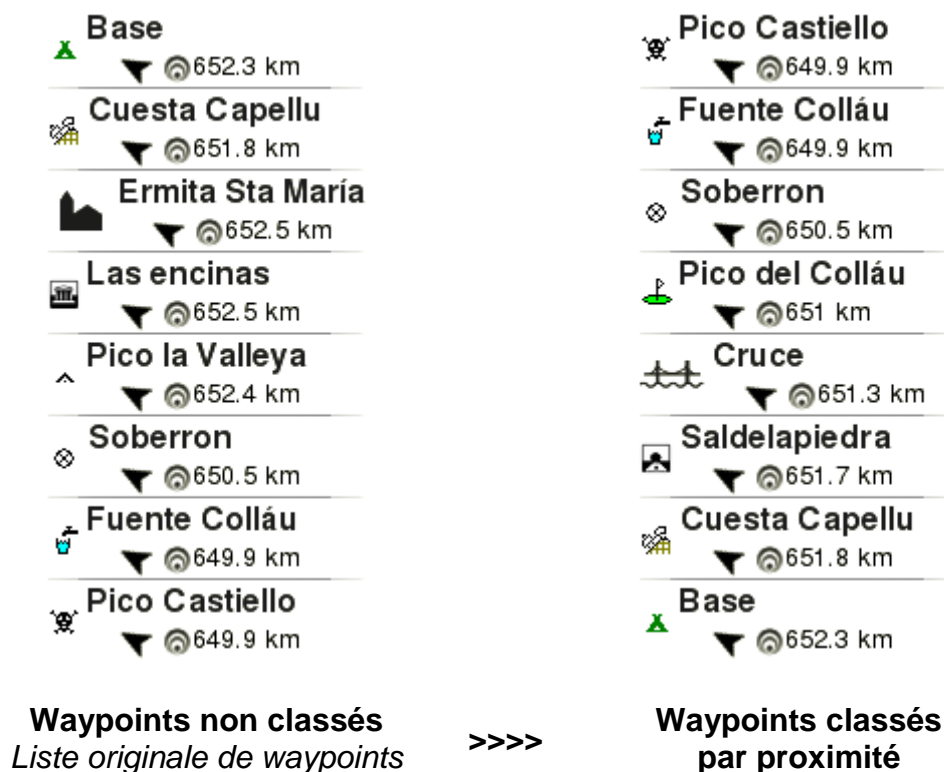 Base
652.3 km
Cuesta Capellu
651.8 km
Ermita Sta María
652.5 km
Las encinas
652.5 km
Pico la Valleya
652.4 km
Soberron
650.5 km
Fuente Colláu
649.9 km
Pico Castiello
649.9 km
Waypoints non classés
Liste originale de waypoints
>>>>
Pico Castiello
649.9 km
Fuente Colláu
649.9 km
Soberron
650.5 km
Pico del Colláu
651 km
Cruce
651.3 km
Saldelapiedra
651.7 km
Cuesta Capellu
651.8 km
Base
652.3 km
Waypoints classés
par proximité